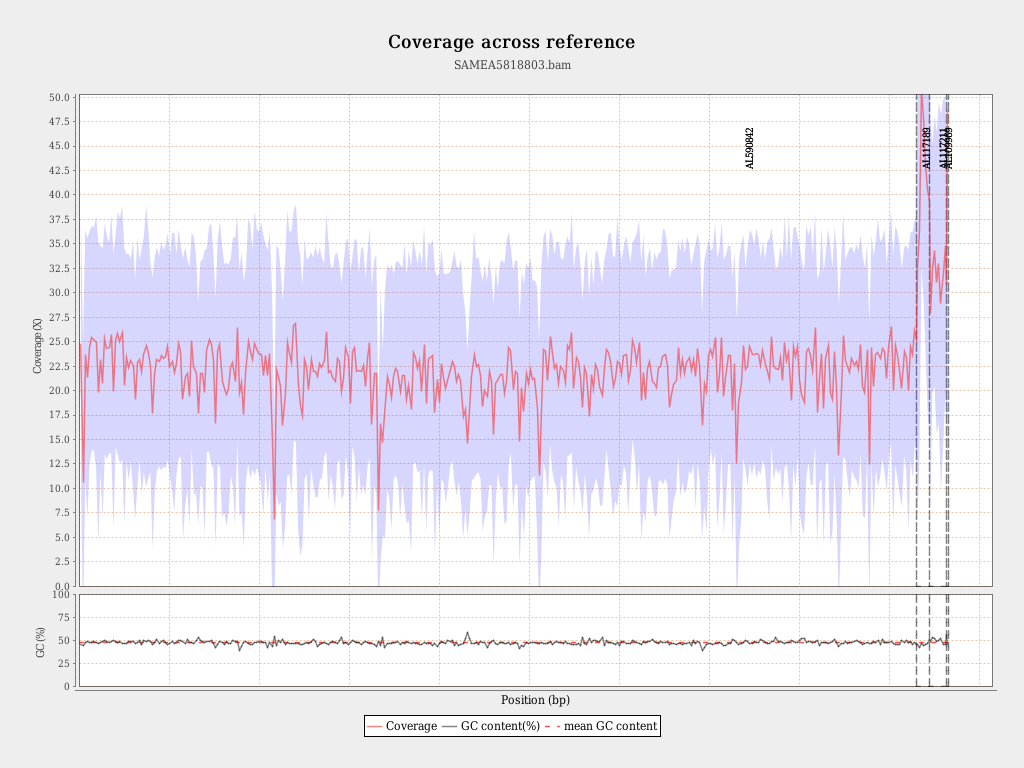 Coverage across reference
SAMEA5818803.bam
50.0
47.5
45.0
42.5
40.0
37.5
35.0
32.5
30.0
27.5
25.0
22.5
20.0
17.5
15.0
12.5
10.0
7.5
5.0
2.5
0.0
Coverage (X)
AL590842
AL117189
AL117211
AL109969
100
75
50
25
0
GC (%)
Position (bp)
Coverage GC content(%) mean GC content